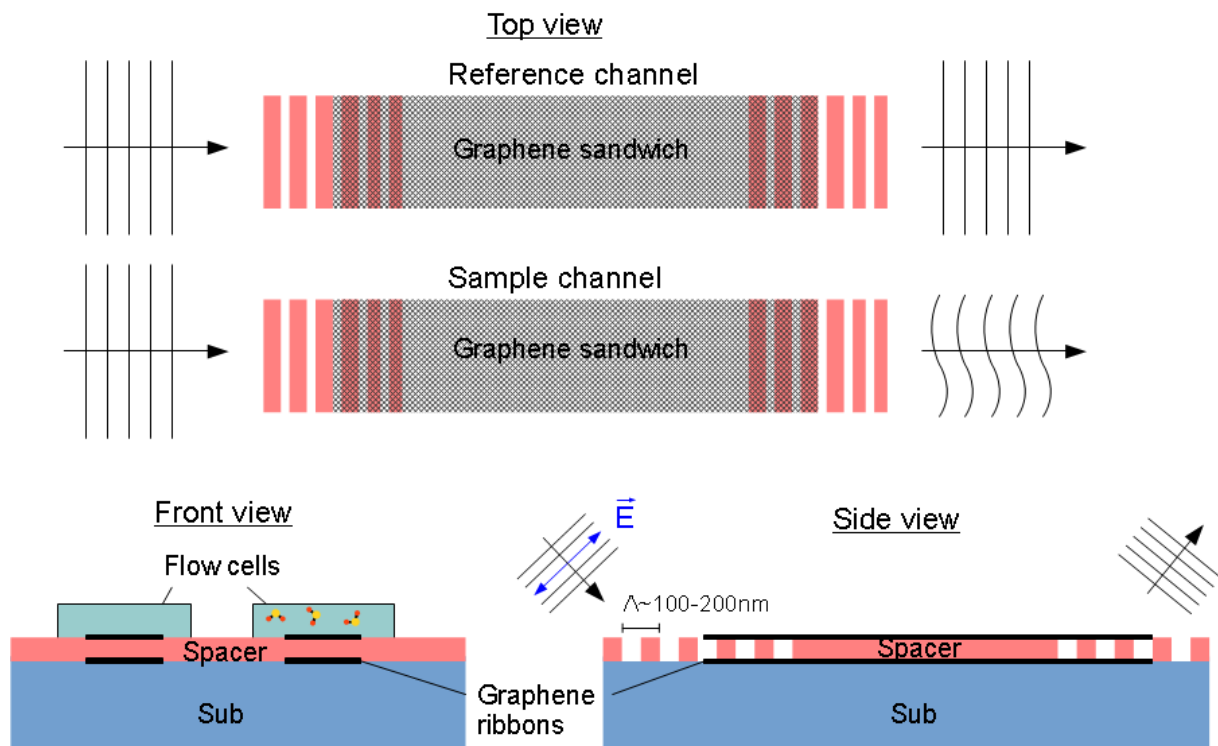 Top view
Reference channel
Graphene sandwich
Sample channel
Graphene sandwich
Front view
Flow cells
Spacer
Sub
Graphene
ribbons
E
Side view
Λ~100-200nm
Spacer
Sub